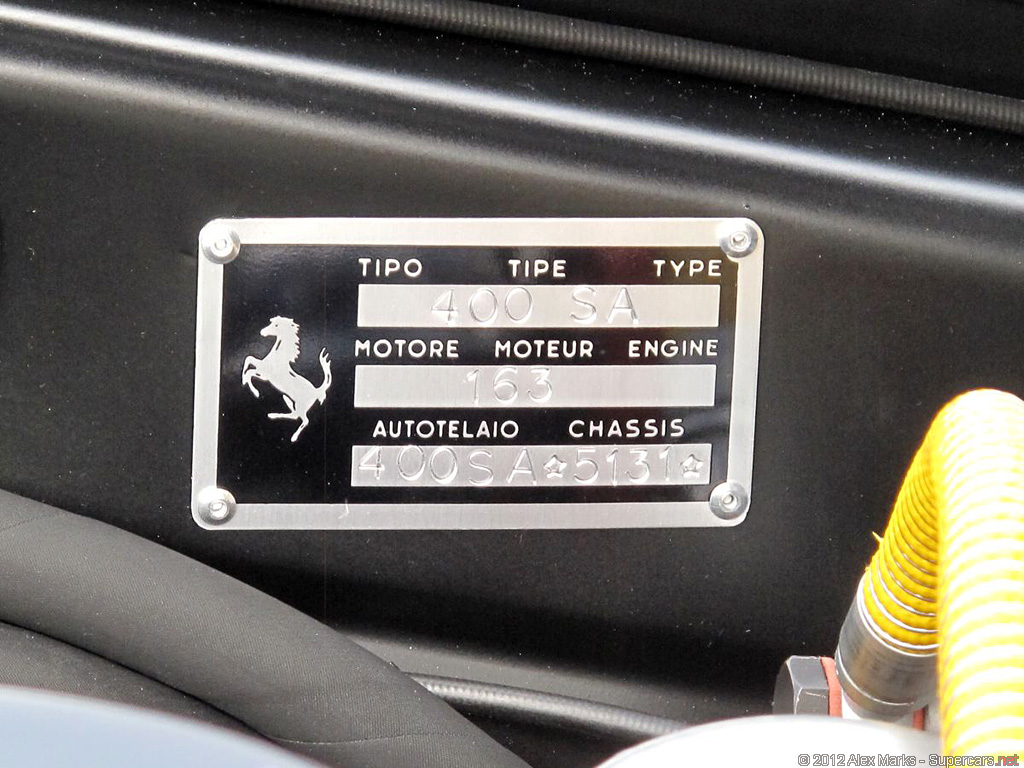 TIPO TIPE TYPE
400 SA
MOTORE MOTEUR ENGINE
163
AUTOTELAIO CHASSIS
400SA☆5131☆
© 2012 Alex Marks - Supercars.net